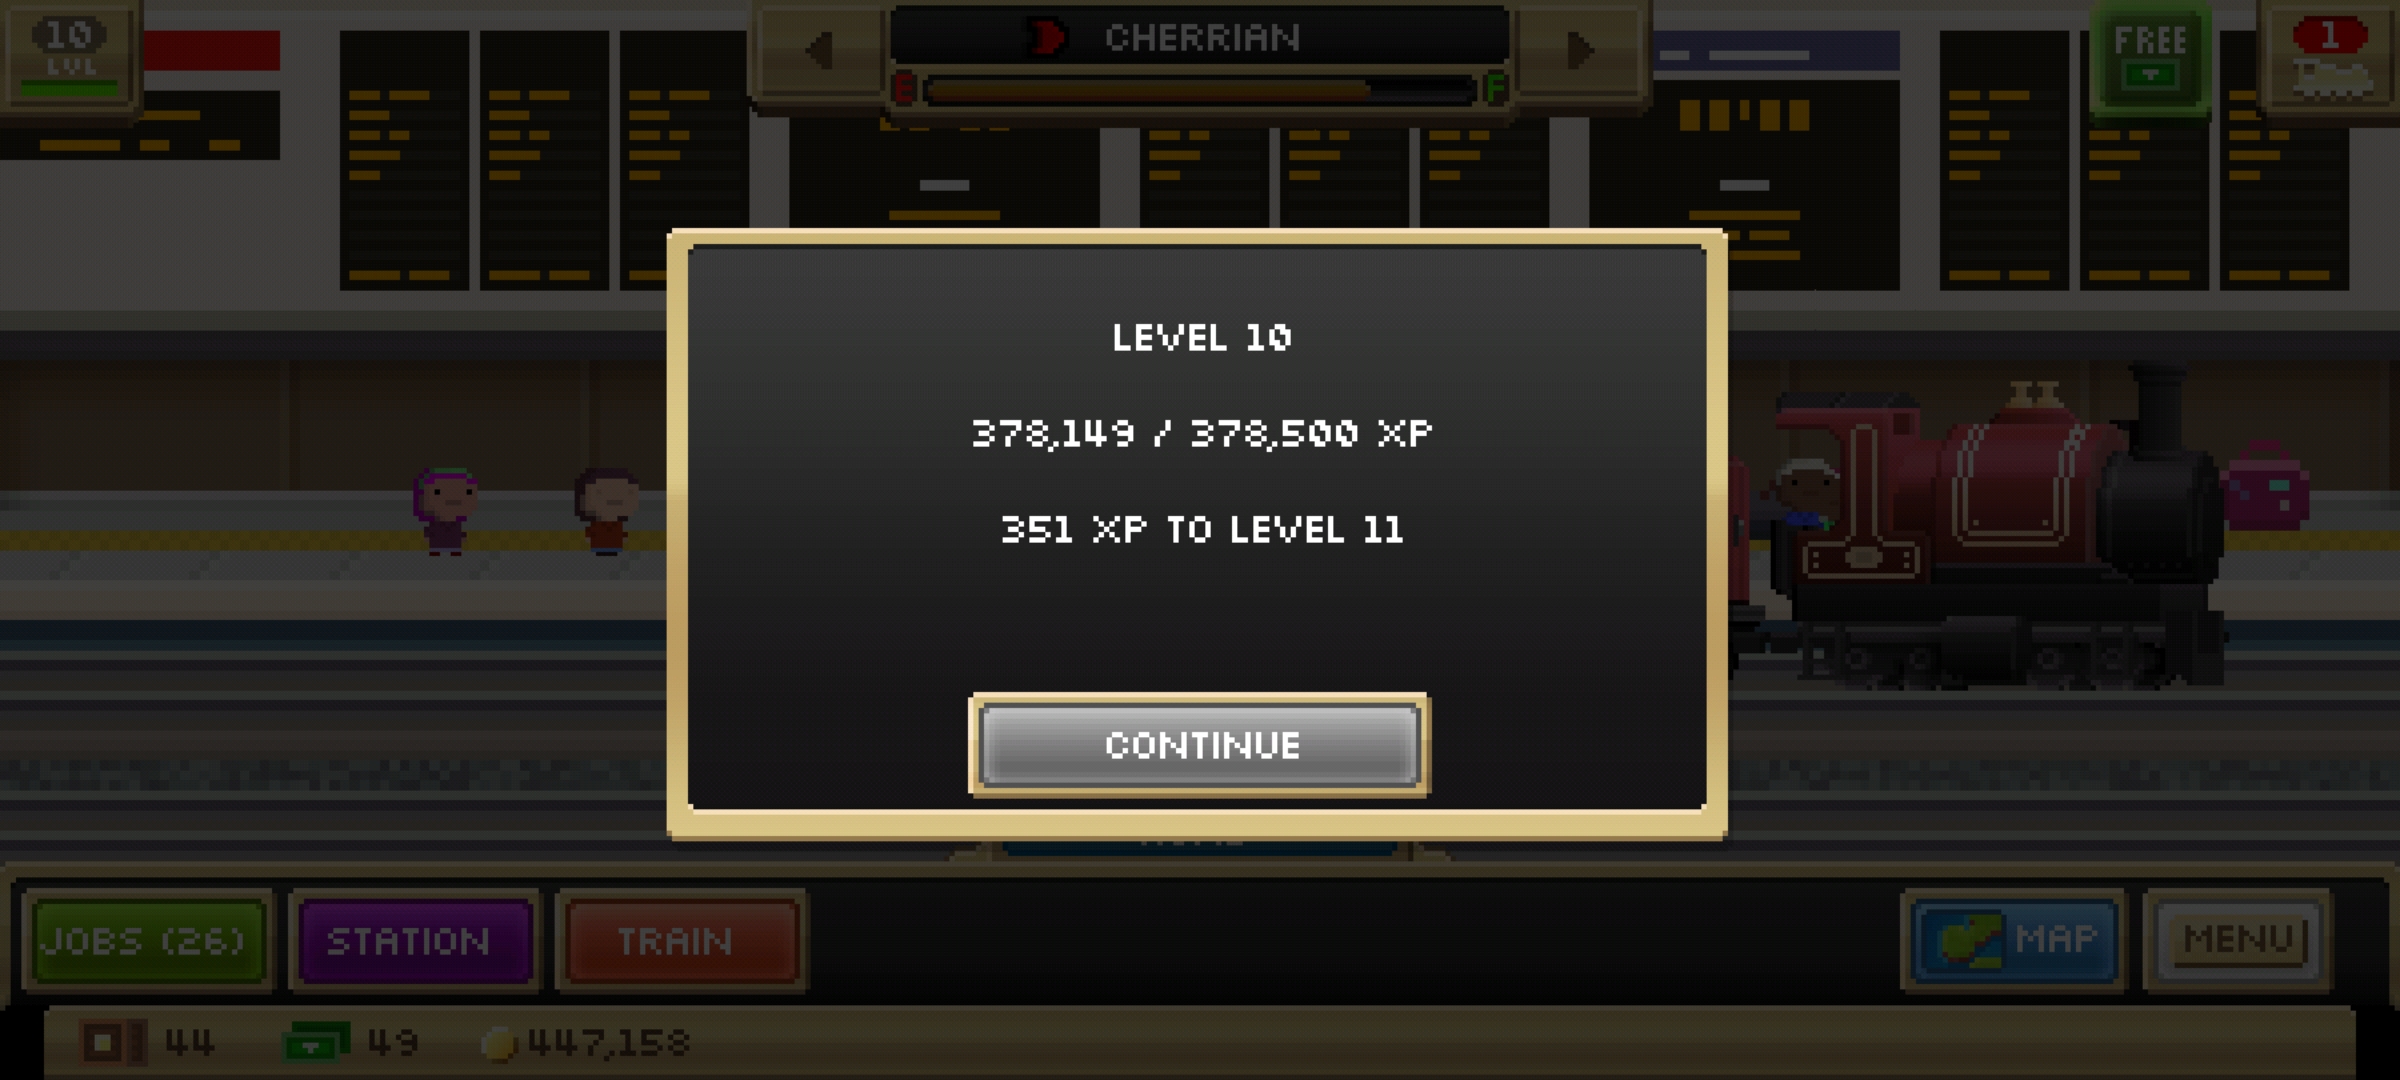 10
LVL
CHERRIAN
E
F
FREE
1
LEVEL 10
378,149 / 378,500 XP
351 XP TO LEVEL 11
CONTINUE
JOBS (26)
STATION
TRAIN
MAP
MENU
44
49
447,158